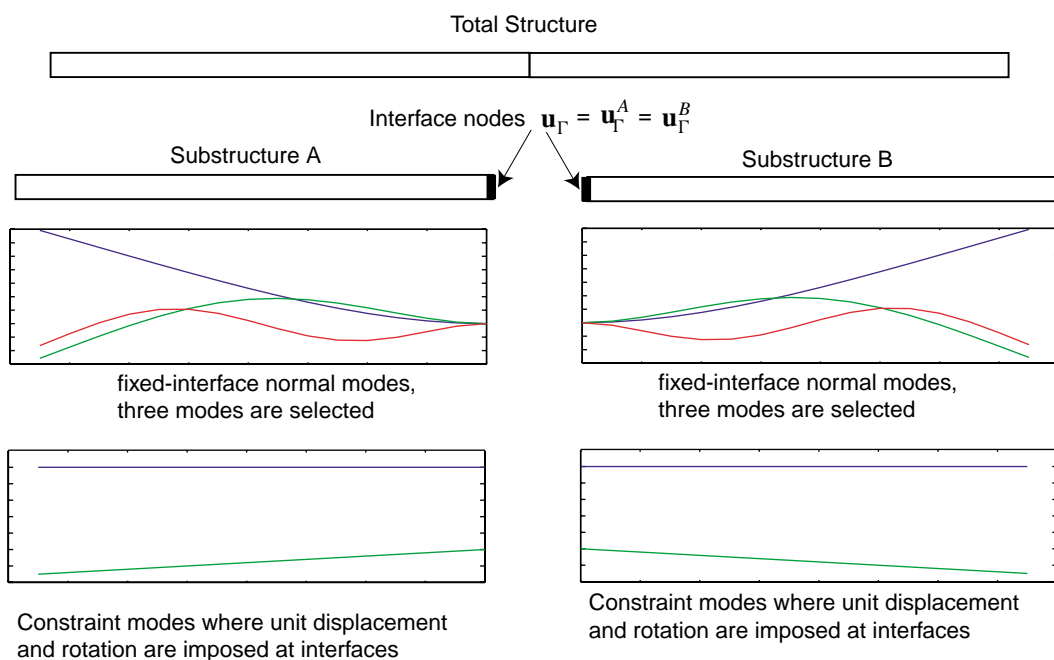 Total Structure
Interface nodes u_Γ = u_Γ^A = u_Γ^B
Substructure A
Substructure B
fixed-interface normal modes,
three modes are selected
fixed-interface normal modes,
three modes are selected
Constraint modes where unit displacement
and rotation are imposed at interfaces
Constraint modes where unit displacement
and rotation are imposed at interfaces